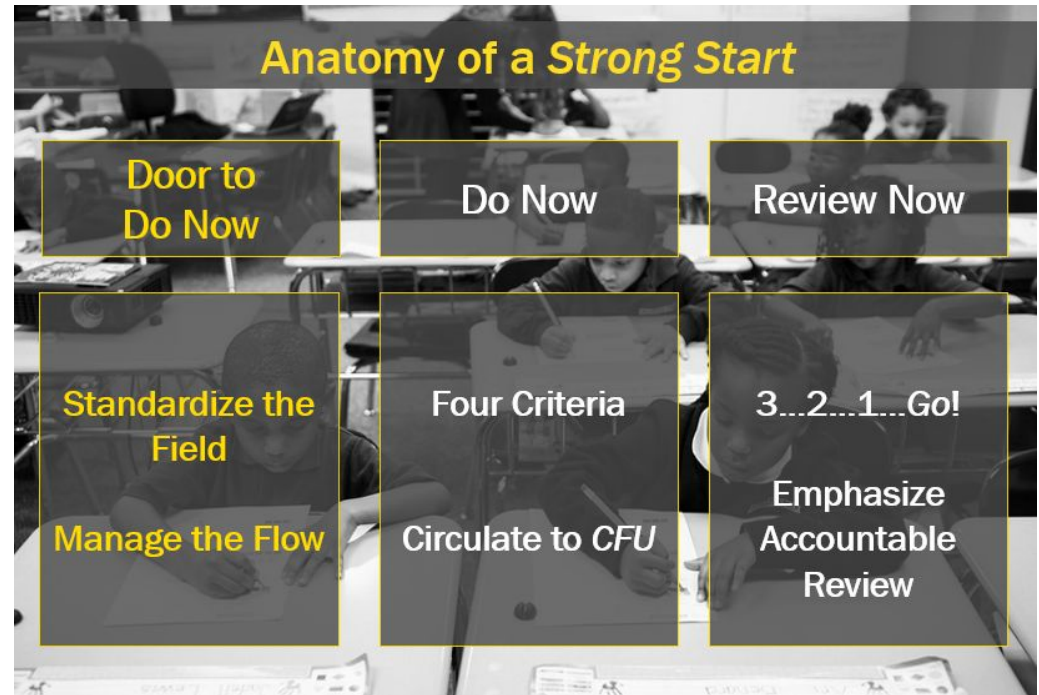 Anatomy of a Strong Start
Door to
Do Now
Do Now
Review Now
Standardize the
Field
Manage the Flow
Four Criteria
Circulate to CFU
3...2...1...Go!
Emphasize
Accountable
Review